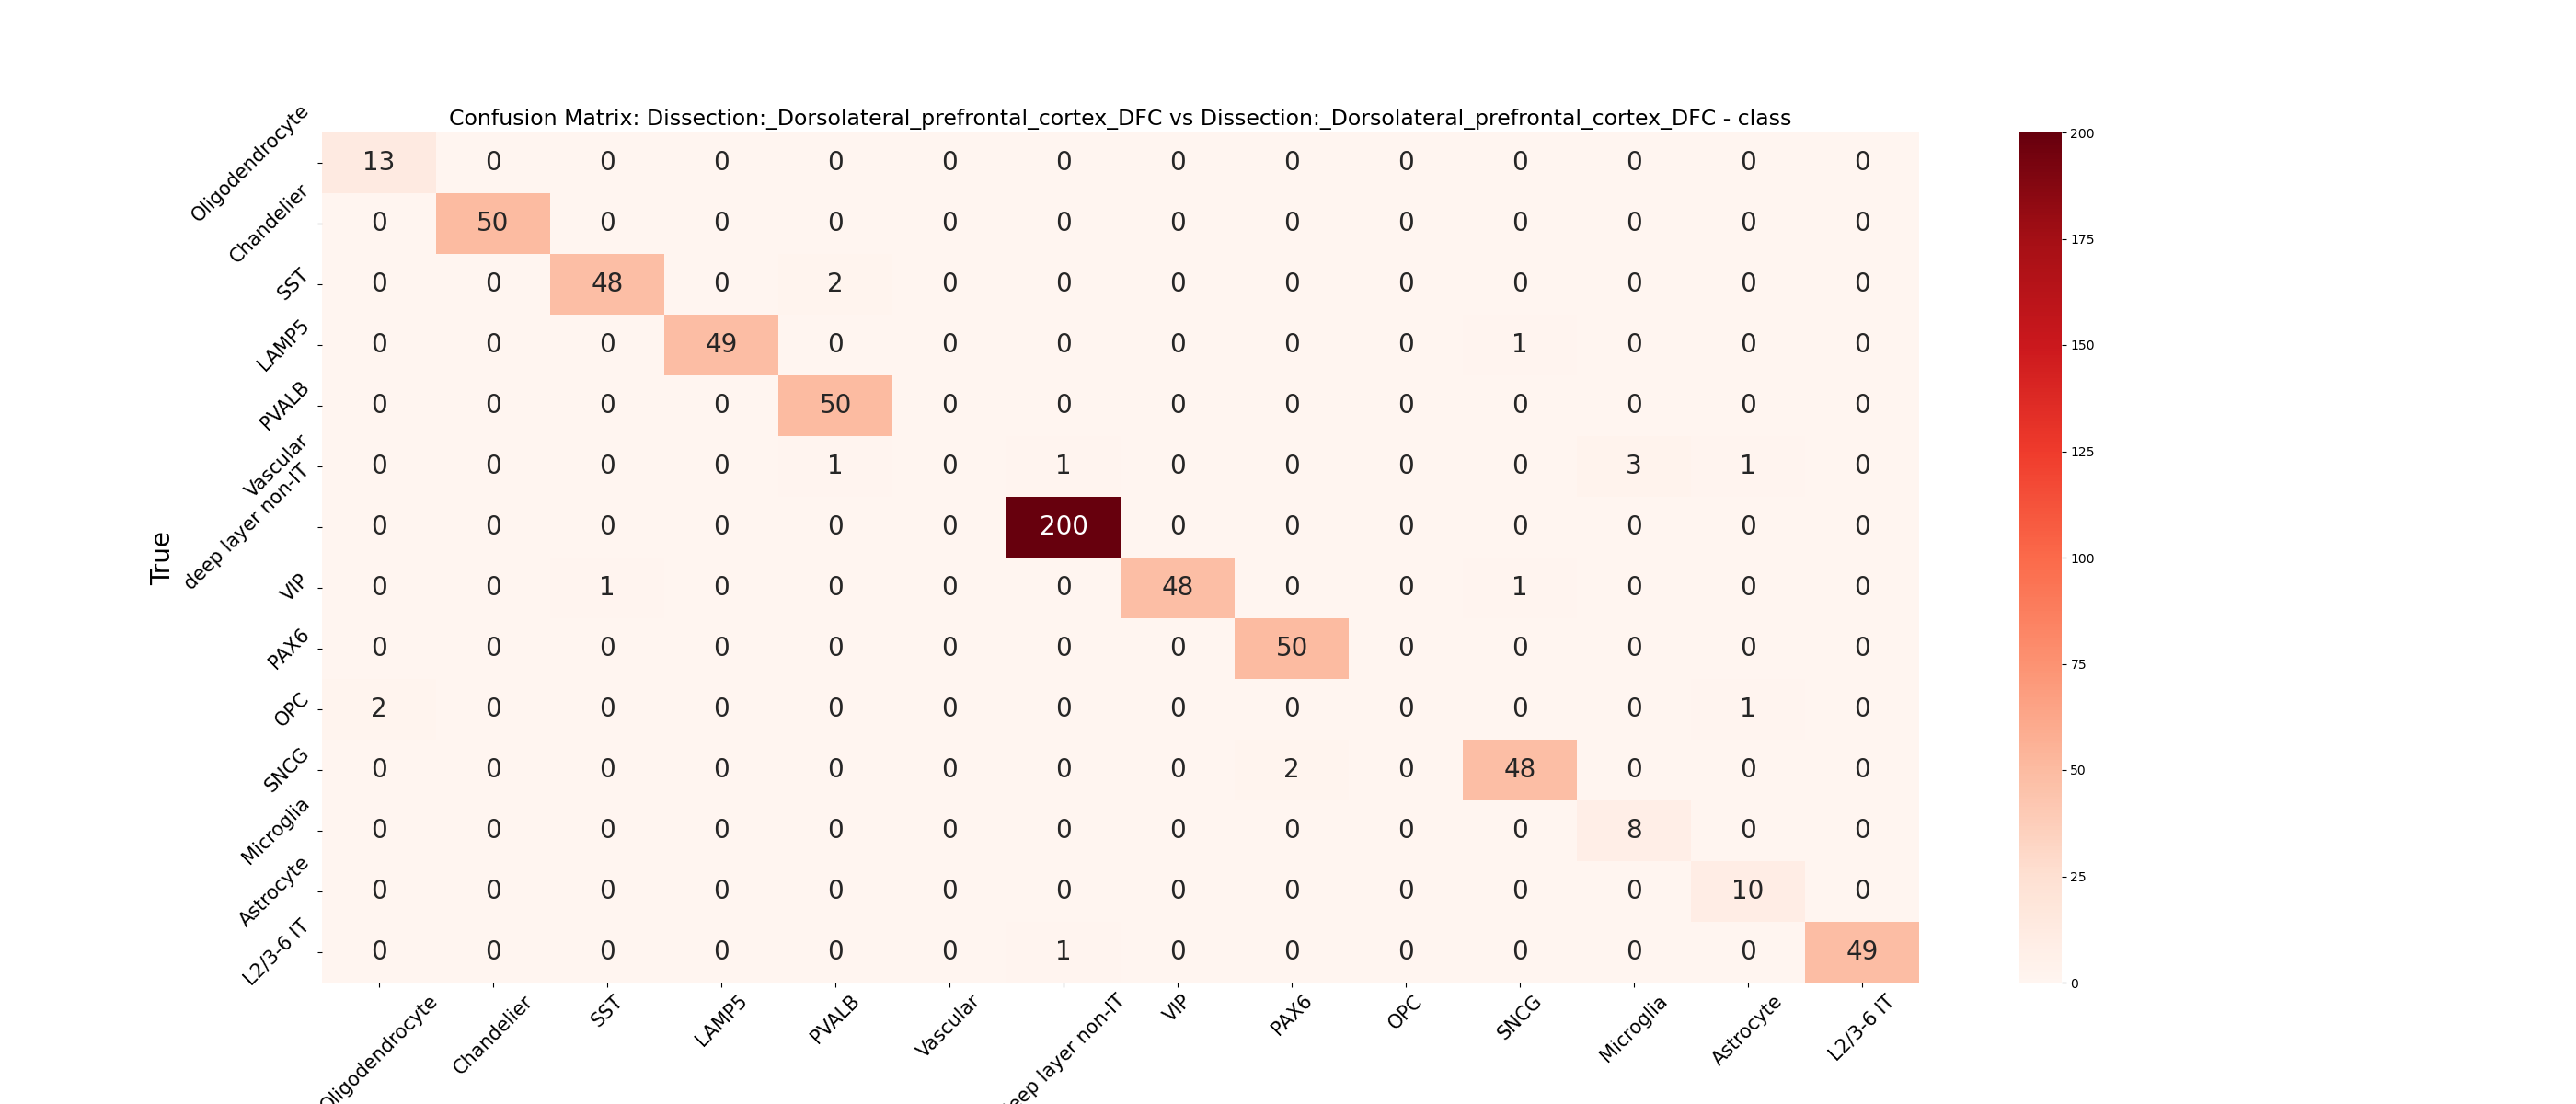 Confusion Matrix: Dissection:_Dorsolateral_prefrontal_cortex_DFC vs Dissection:_Dorsolateral_prefrontal_cortex_DFC - class
True
Oligodendrocyte 13 0 0 0 0 0 0 0 0 0 0 0 0 0
Chandelier 0 50 0 0 0 0 0 0 0 0 0 0 0 0
SST 0 0 48 0 2 0 0 0 0 0 0 0 0 0
LAMP5 0 0 0 49 0 0 0 0 0 0 1 0 0 0
PVALB 0 0 0 0 50 0 0 0 0 0 0 0 0 0
Vascular 0 0 0 0 1 0 1 0 0 0 0 3 1 0
deep layer non-IT 0 0 0 0 0 0 200 0 0 0 0 0 0 0
VIP 0 0 1 0 0 0 0 48 0 0 1 0 0 0
PAX6 0 0 0 0 0 0 0 0 50 0 0 0 0 0
OPC 2 0 0 0 0 0 0 0 0 0 0 0 1 0
SNCG 0 0 0 0 0 0 0 0 2 0 48 0 0 0
Microglia 0 0 0 0 0 0 0 0 0 0 0 8 0 0
Astrocyte 0 0 0 0 0 0 0 0 0 0 0 0 10 0
L2/3-6 IT 0 0 0 0 0 0 1 0 0 0 0 0 0 49
Oligodendrocyte Chandelier SST LAMP5 PVALB Vascular eep layer non-IT VIP PAX6 OPC SNCG Microglia Astrocyte L2/3-6 IT
200
175
150
125
100
75
50
25
0